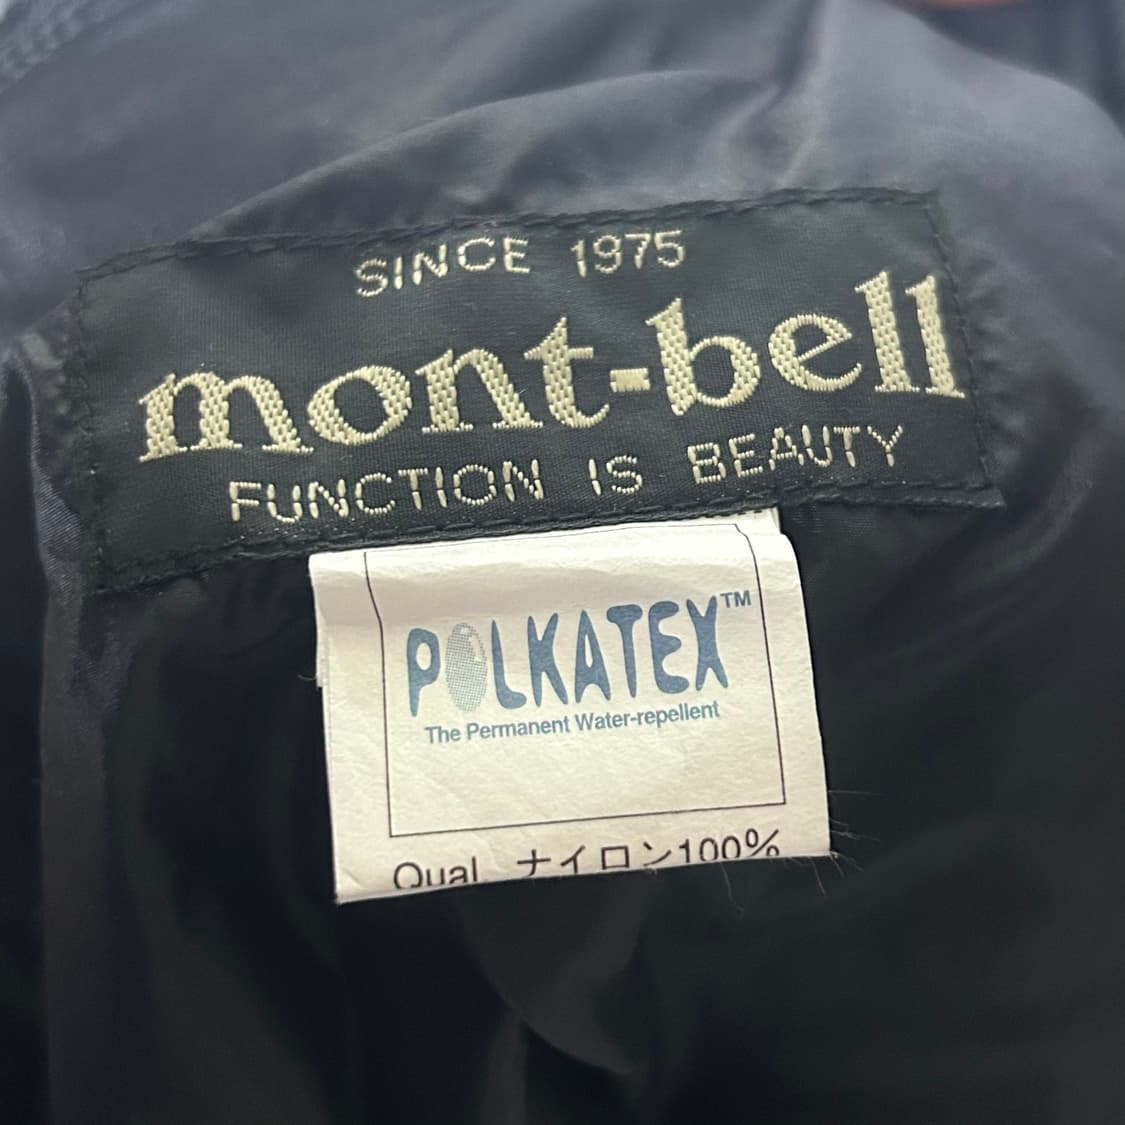 SINCE 1975
mont-bell
FUNCTION IS BEAUTY
POLKATEX™
The Permanent Water-repellent
Qual ナイロン100%